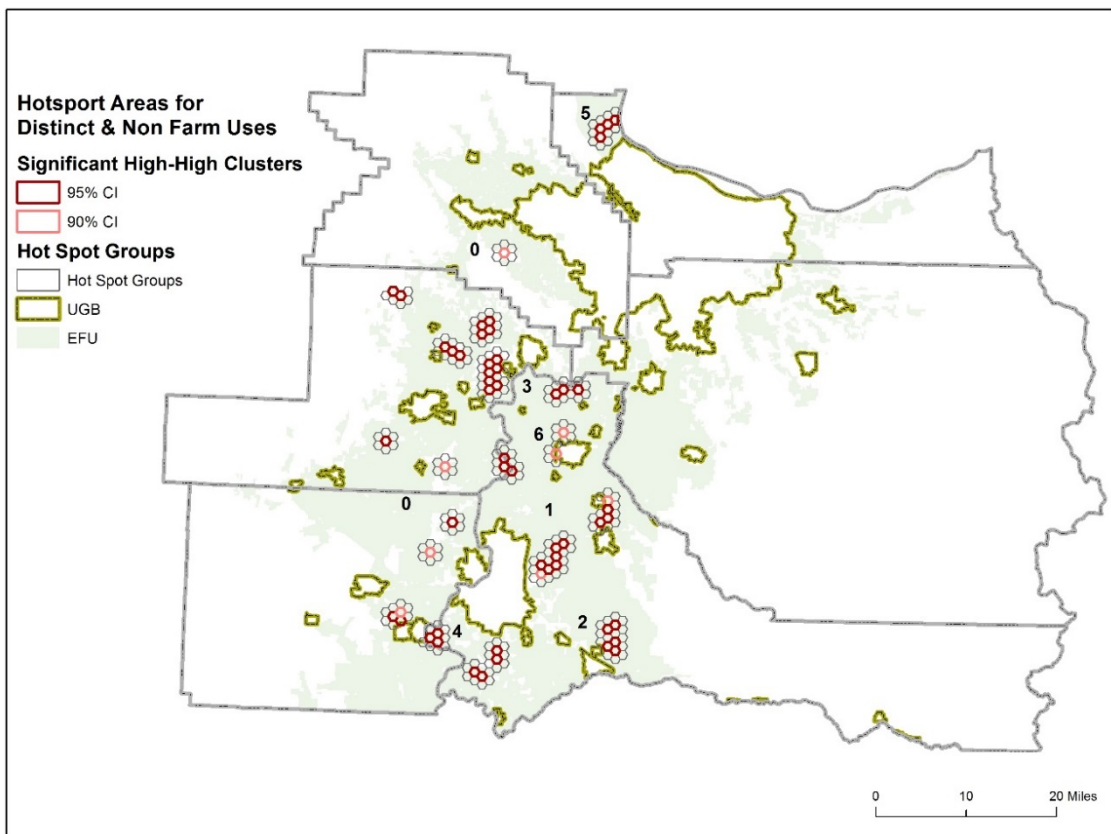 Hotsport Areas for
Distinct & Non Farm Uses
Significant High-High Clusters
95% CI
90% CI
Hot Spot Groups
Hot Spot Groups
UGB
EFU
5
0
3
6
0
1
4
2
0 10 20 Miles